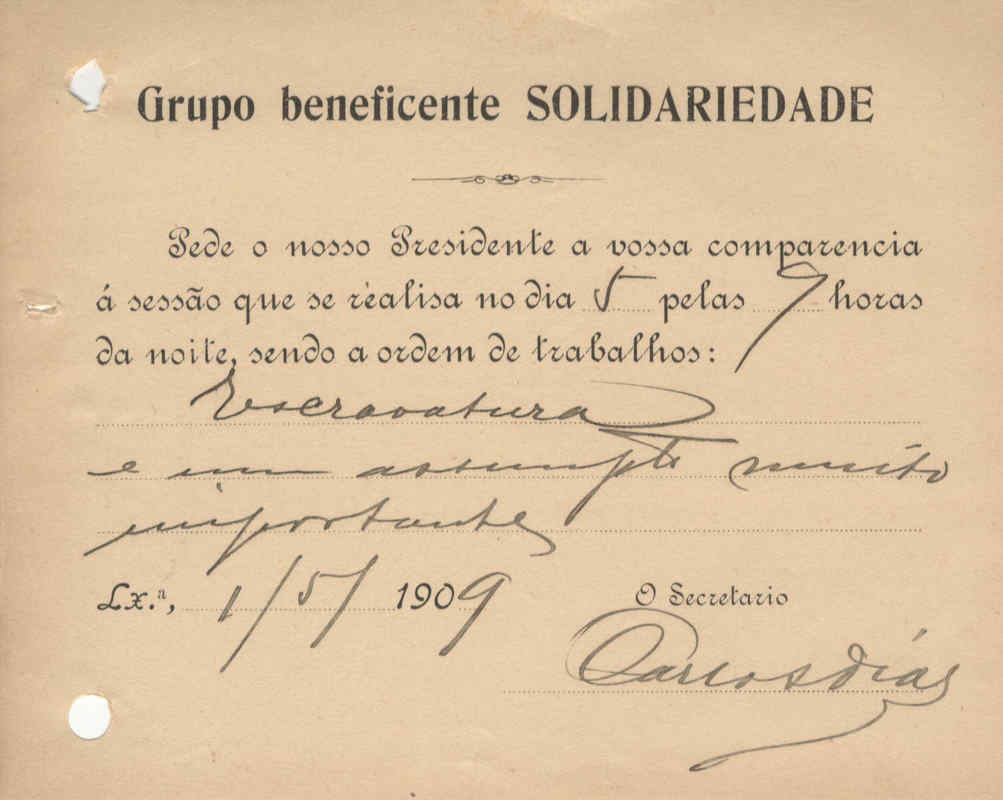 Grupo beneficente SOLIDARIEDADE
Pede o nosso Presidente a vossa comparencia
á sessão que se realisa no dia 5 pelas 9 horas
da noite, sendo a ordem de trabalhos:
Escravatura
e um assumpto muito
importante
Lx.ª, 1/5/1909 O Secretario
Carlos Dias